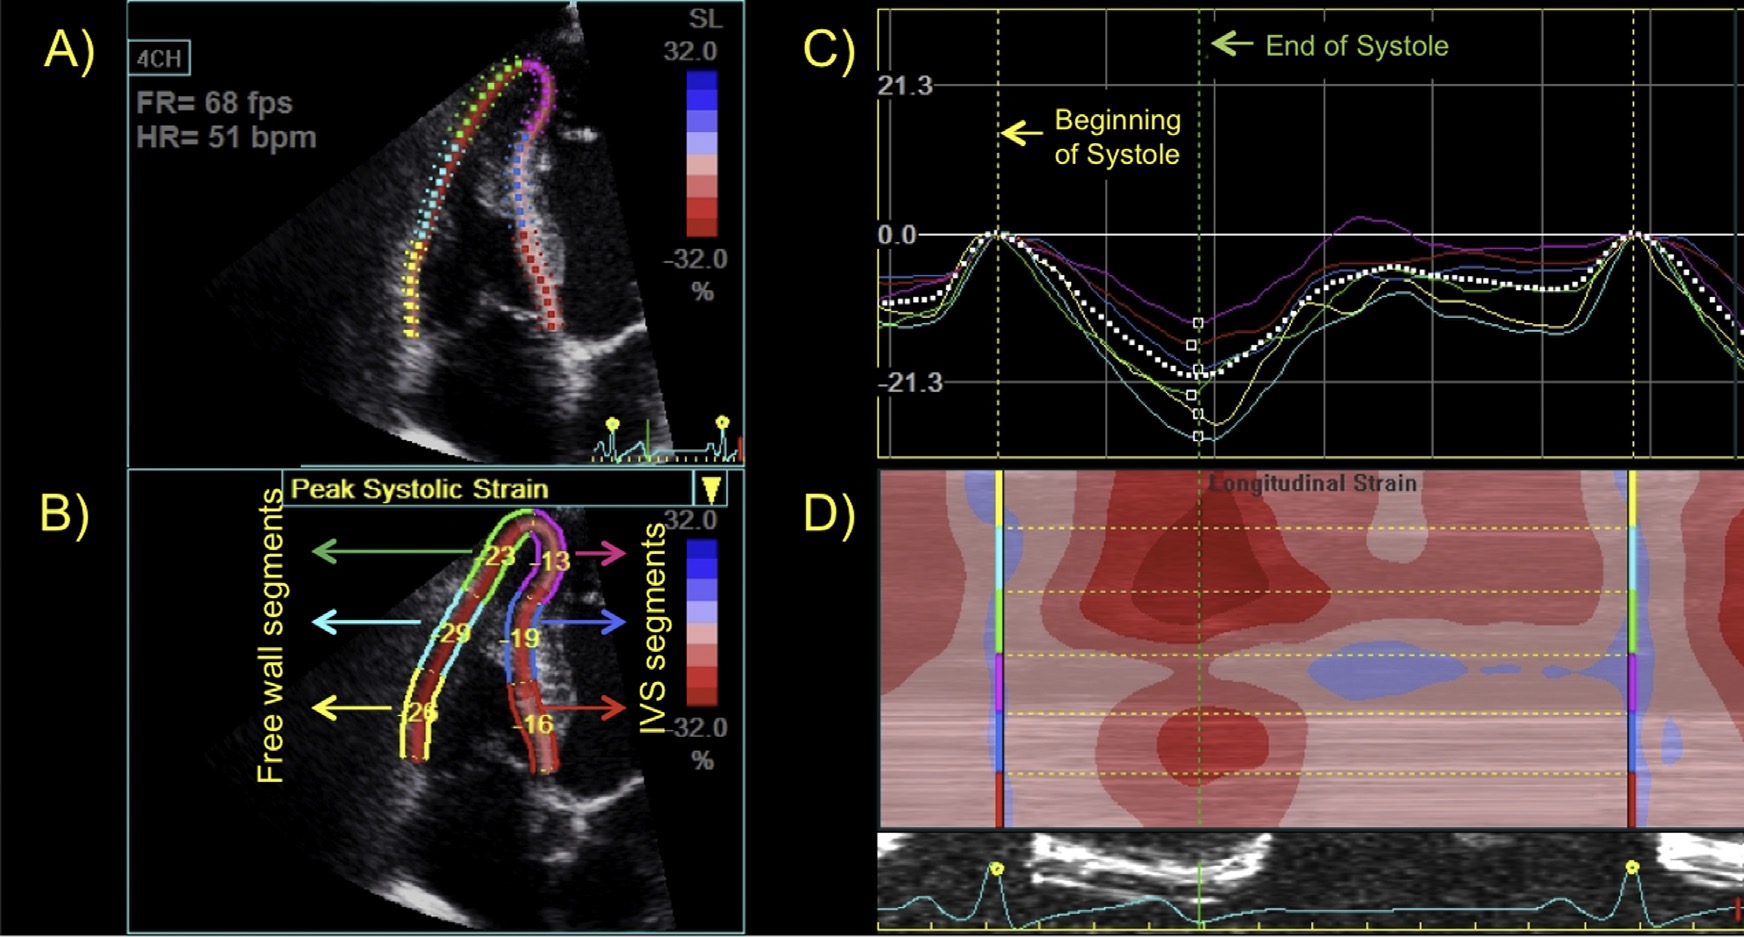 A)
4CH
FR= 68 fps
HR= 51 bpm
SL
32.0
-32.0
%
B)
Peak Systolic Strain
Free wall segments
IVS segments
32.0
-32.0
%
-23
-13
-29
-19
-26
-16
C)
End of Systole
Beginning
of Systole
21.3
0.0
-21.3
D)
Longitudinal Strain